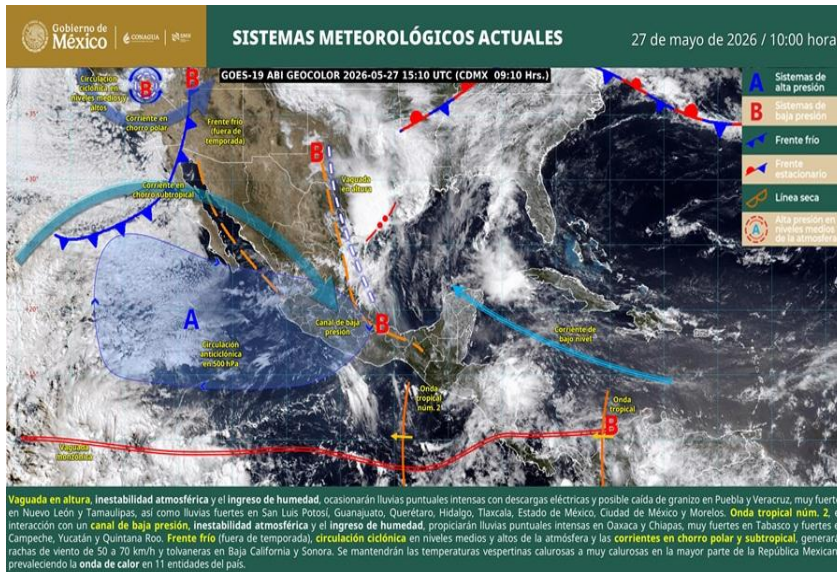 Gobierno de
México
CONAGUA
SISTEMAS METEOROLÓGICOS ACTUALES
27 de mayo de 2026 / 10:00 hora
GOES-19 ABI GEOCOLOR 2026-05-27 15:10 UTC (CDMX 09:10 Hrs.)
Circulación
ciclónica en
niveles medios y
altos
B
B
Corriente en
chorro polar
Frente frío
(fuera de
temporada)
A
Sistemas de
alta presión
B
Sistemas de
baja presión
Frente frío
Frente
estacionario
Línea seca
A
Alta presión en
niveles medios
de la atmosfera
B
Vaguada
en altura
Corriente en
chorro subtropical
A
Circulación
anticiclónica
en 500 hPa
Canal de baja
presión
B
Corriente de
bajo nivel
Onda
tropical
núm. 2
Onda
tropical
B
Vaguada
monzónica
Vaguada en altura, inestabilidad atmosférica y el ingreso de humedad, ocasionarán lluvias puntuales intensas con descargas eléctricas y posible caída de granizo en Puebla y Veracruz, muy fuert
en Nuevo León y Tamaulipas, así como lluvias fuertes en San Luis Potosí, Guanajuato, Querétaro, Hidalgo, Tlaxcala, Estado de México, Ciudad de México y Morelos. Onda tropical núm. 2, e
interacción con un canal de baja presión, inestabilidad atmosférica y el ingreso de humedad, propiciarán lluvias puntuales intensas en Oaxaca y Chiapas, muy fuertes en Tabasco y fuertes e
Campeche, Yucatán y Quintana Roo. Frente frío (fuera de temporada), circulación ciclónica en niveles medios y altos de la atmósfera y las corrientes en chorro polar y subtropical, generará
rachas de viento de 50 a 70 km/h y tolvaneras en Baja California y Sonora. Se mantendrán las temperaturas vespertinas calurosas a muy calurosas en la mayor parte de la República Mexican
prevaleciendo la onda de calor en 11 entidades del país.